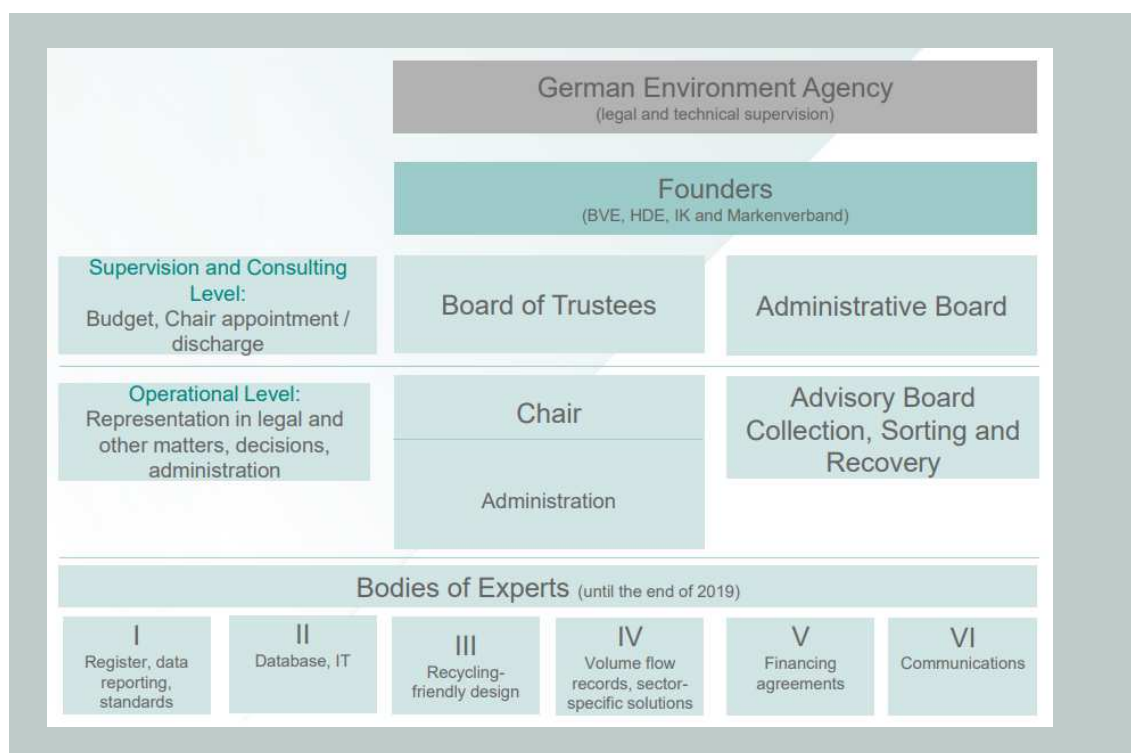 German Environment Agency
(legal and technical supervision)
Founders
(BVE, HDE, IK and Markenverband)
Supervision and Consulting
Level:
Budget, Chair appointment /
discharge
Board of Trustees
Administrative Board
Operational Level:
Representation in legal and
other matters, decisions,
administration
Chair
Administration
Advisory Board
Collection, Sorting and
Recovery
Bodies of Experts (until the end of 2019)
I
Register, data
reporting,
standards
II
Database, IT
III
Recycling-
friendly design
IV
Volume flow
records, sector-
specific solutions
V
Financing
agreements
VI
Communications